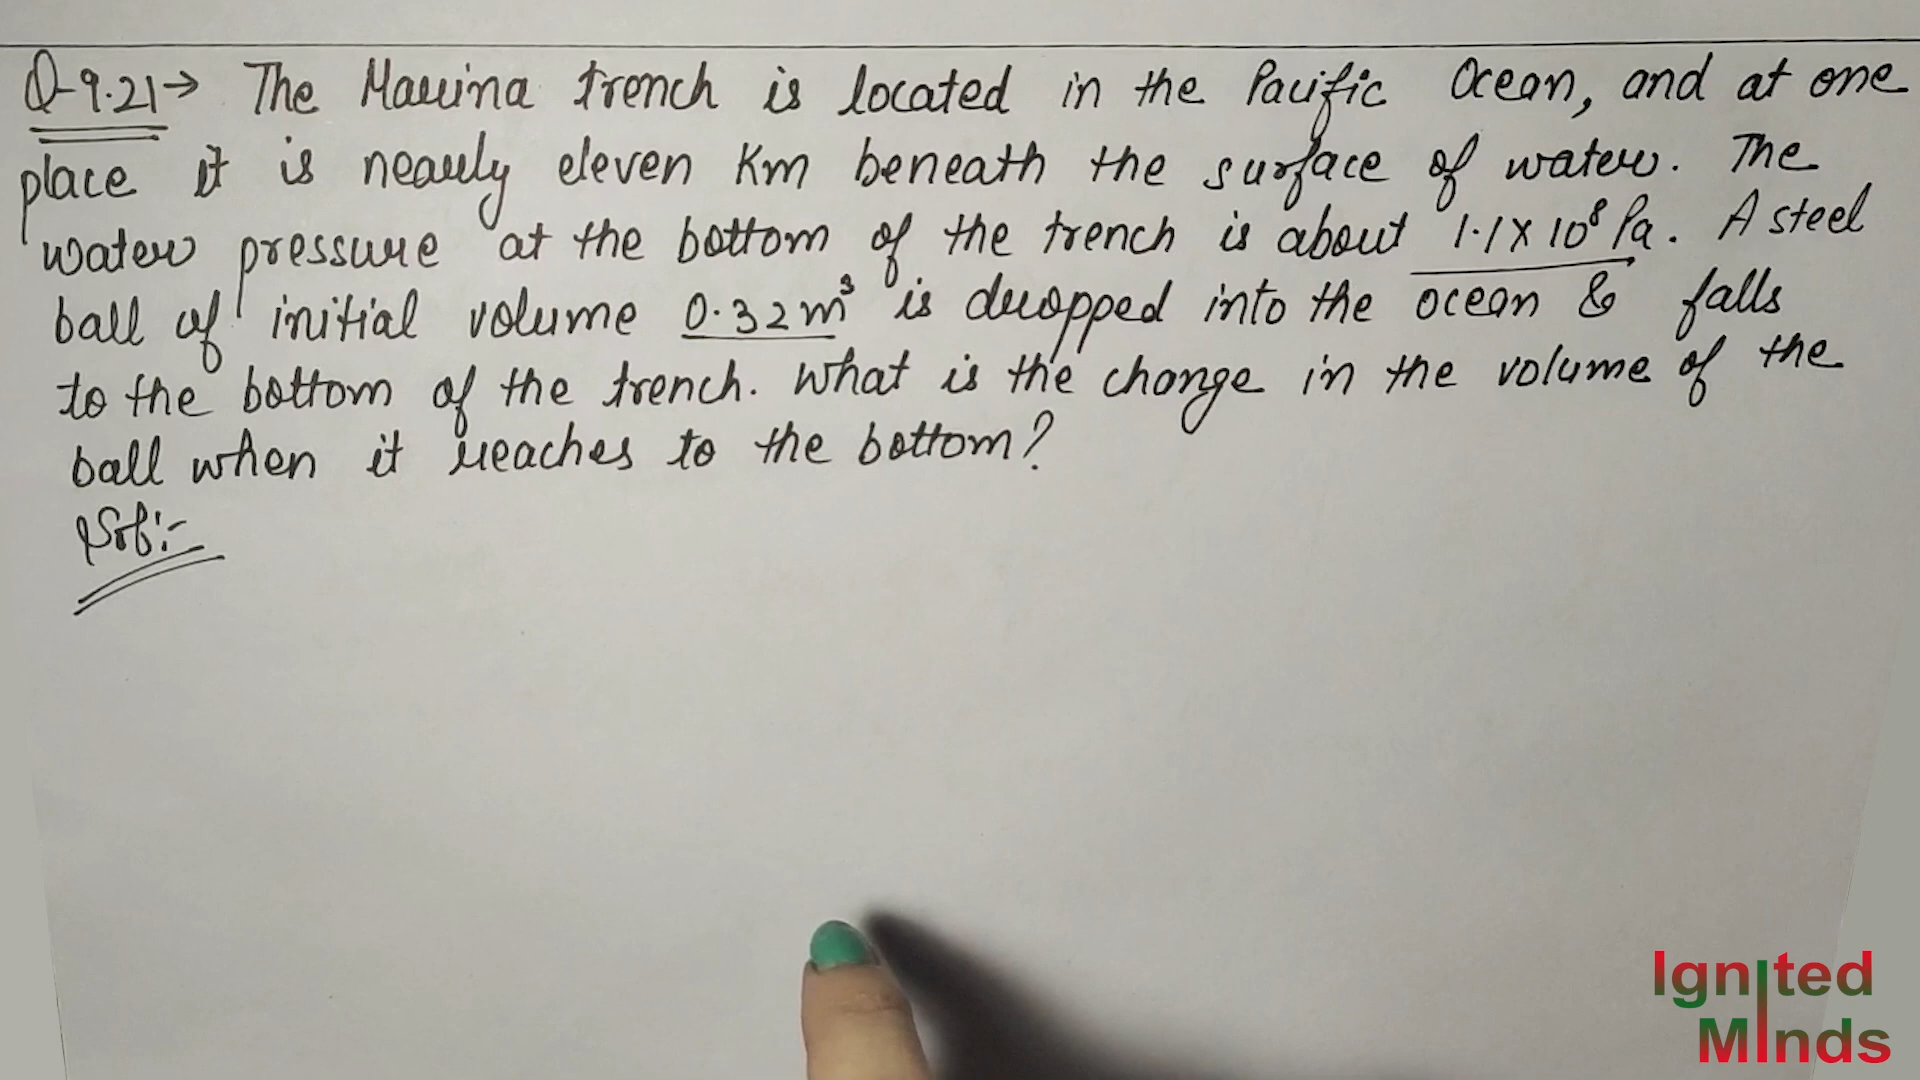 Q-9.21→ The Marina trench is located in the Pacific Ocean, and at one
place it is nearly eleven Km beneath the surface of water. The
water pressure at the bottom of the trench is about 1.1x10⁸ Pa. A steel
ball of initial volume 0.32m³ is dropped into the ocean & falls
to the bottom of the trench. What is the change in the volume of the
ball when it reaches to the bottom?
Sol:-
Ignited
Minds